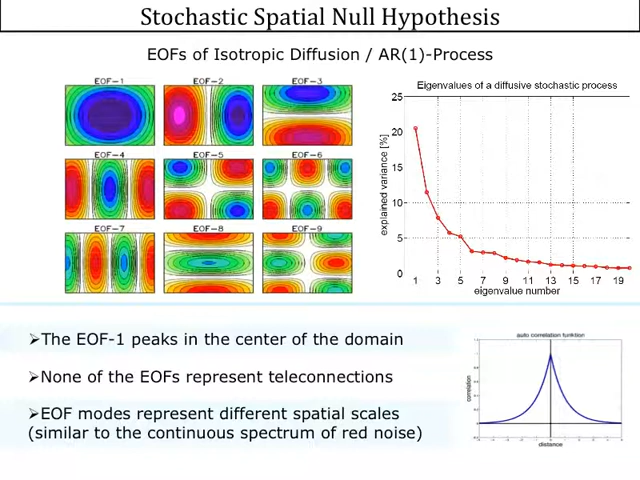 Stochastic Spatial Null Hypothesis
EOFs of Isotropic Diffusion / AR(1)-Process
EOF-1 EOF-2 EOF-3
EOF-4 EOF-5 EOF-6
EOF-7 EOF-8 EOF-9
Eigenvalues of a diffusive stochastic process
explained variance [%]
25
20
15
10
5
0
1 3 5 7 9 11 13 15 17 19
eigenvalue number
➢The EOF-1 peaks in the center of the domain
➢None of the EOFs represent teleconnections
➢EOF modes represent different spatial scales
(similar to the continuous spectrum of red noise)
auto correlation funktion
correlation
distance